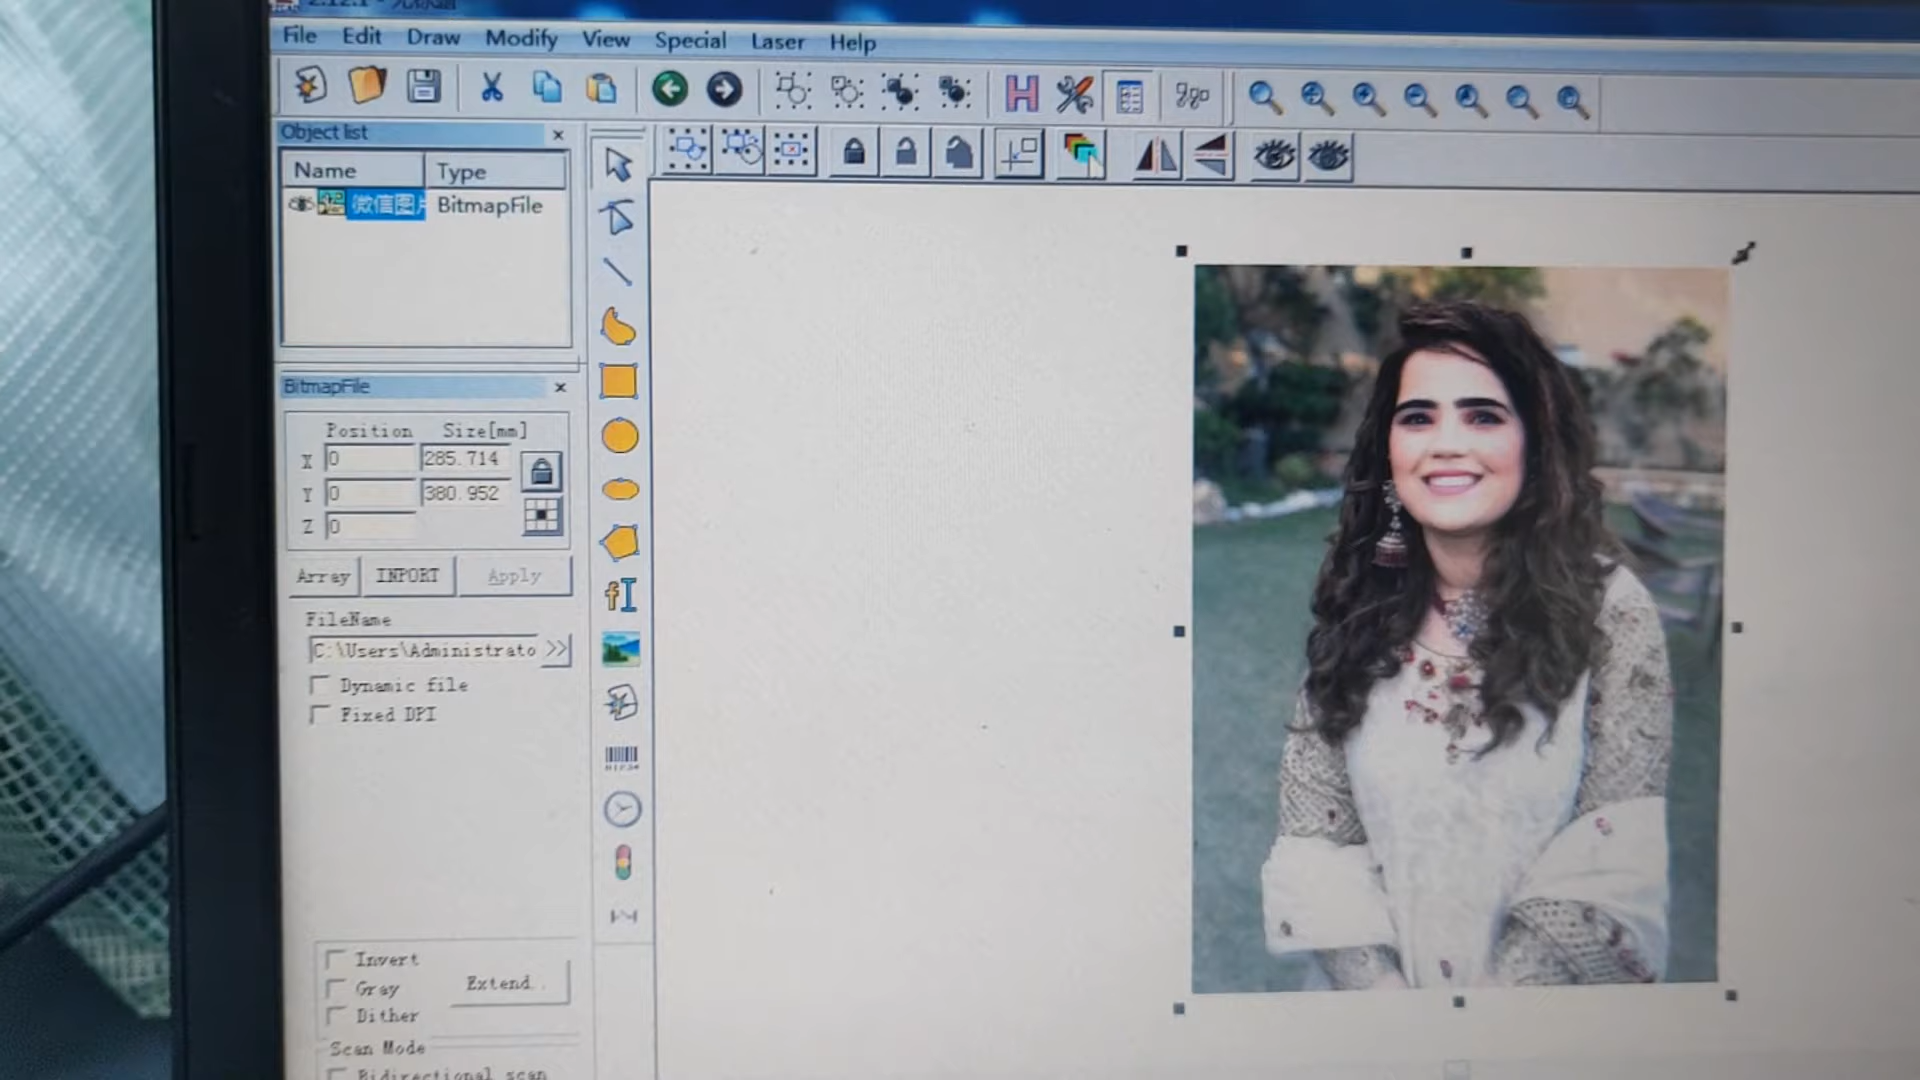 File Edit Draw Modify View Special Laser Help
Object list
Name Type
微信图 BitmapFile
BitmapFile
Position Size[mm]
X 0 285.714
Y 0 380.952
Z 0
Array INPORT Apply
FileName
C:\Users\Administrato >>
Dynamic file
Fixed DPI
Invert
Gray Extend..
Dither
Scan Mode
Bidirectional scan